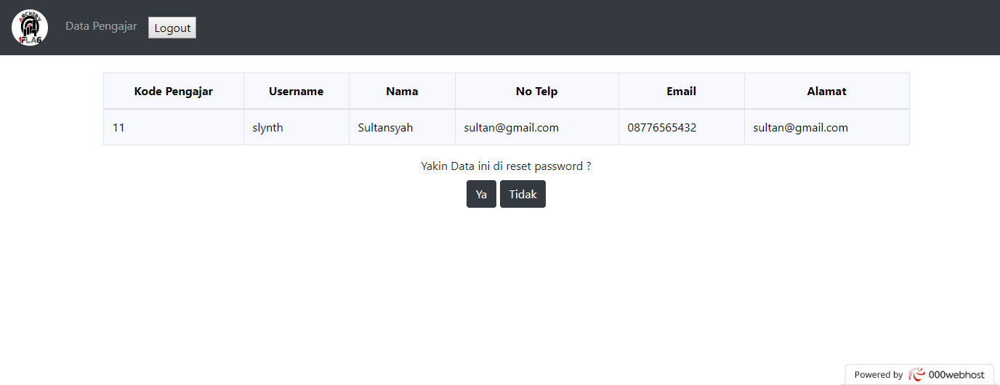 ARCHERY
1FLAG
Data Pengajar Logout
Kode Pengajar Username Nama No Telp Email Alamat
11 slynth Sultansyah sultan@gmail.com 08776565432 sultan@gmail.com
Yakin Data ini di reset password ?
Ya Tidak
Powered by 000webhost